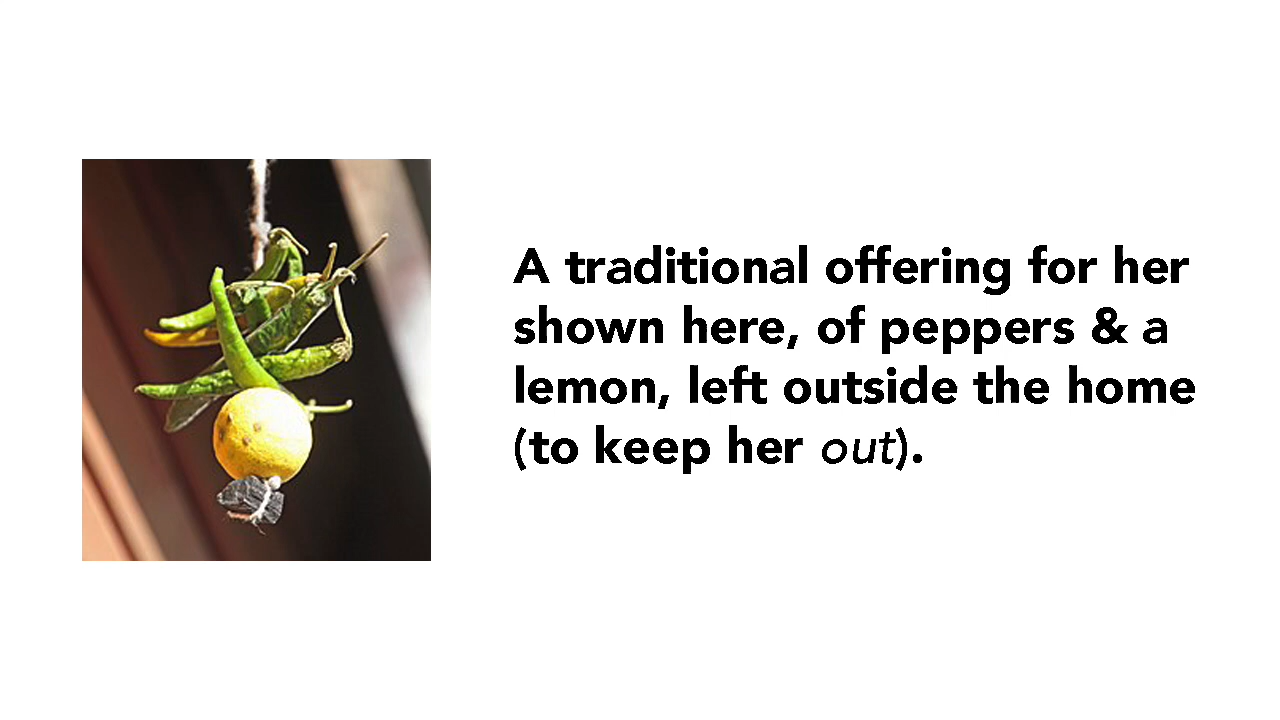 A traditional offering for her
shown here, of peppers & a
lemon, left outside the home
(to keep her out).